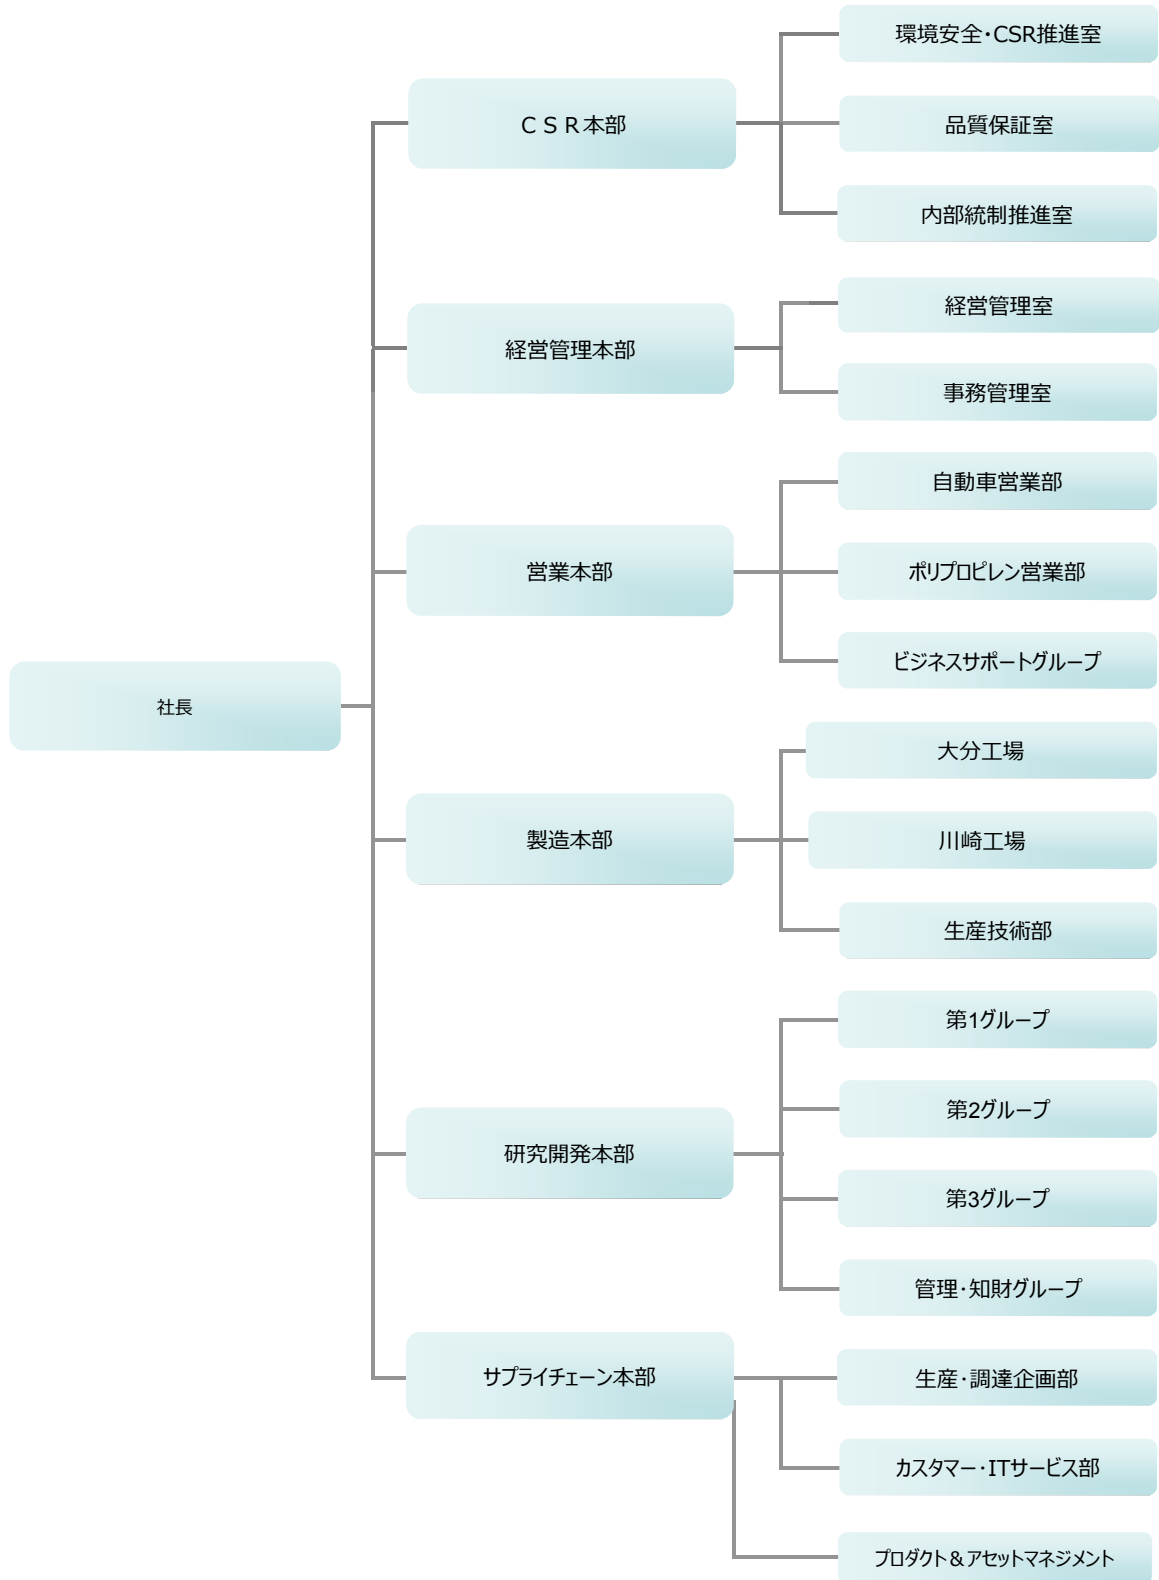 社長
ＣＳＲ本部
環境安全・CSR推進室
品質保証室
内部統制推進室
経営管理本部
経営管理室
事務管理室
営業本部
自動車営業部
ポリプロピレン営業部
ビジネスサポートグループ
製造本部
大分工場
川崎工場
生産技術部
研究開発本部
第1グループ
第2グループ
第3グループ
管理・知財グループ
サプライチェーン本部
生産・調達企画部
カスタマー・ITサービス部
プロダクト＆アセットマネジメント